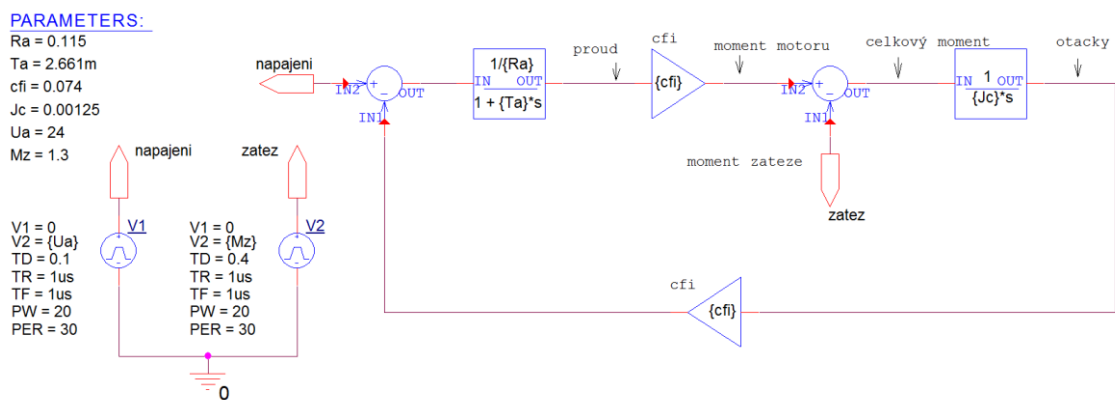 PARAMETERS:
Ra = 0.115
Ta = 2.661m
cfi = 0.074
Jc = 0.00125
Ua = 24
Mz = 1.3
napajeni
zatez
V1 = 0
V2 = {Ua}
TD = 0.1
TR = 1us
TF = 1us
PW = 20
PER = 30
V1
V1 = 0
V2 = {Mz}
TD = 0.4
TR = 1us
TF = 1us
PW = 20
PER = 30
V2
0
napajeni
IN2
OUT
IN1
1/{Ra}
IN OUT
1 + {Ta}*s
proud
cfi
{cfi}
moment motoru
IN2
OUT
IN1
moment zateze
zatez
celkový moment
1
IN OUT
{Jc}*s
otacky
cfi
{cfi}